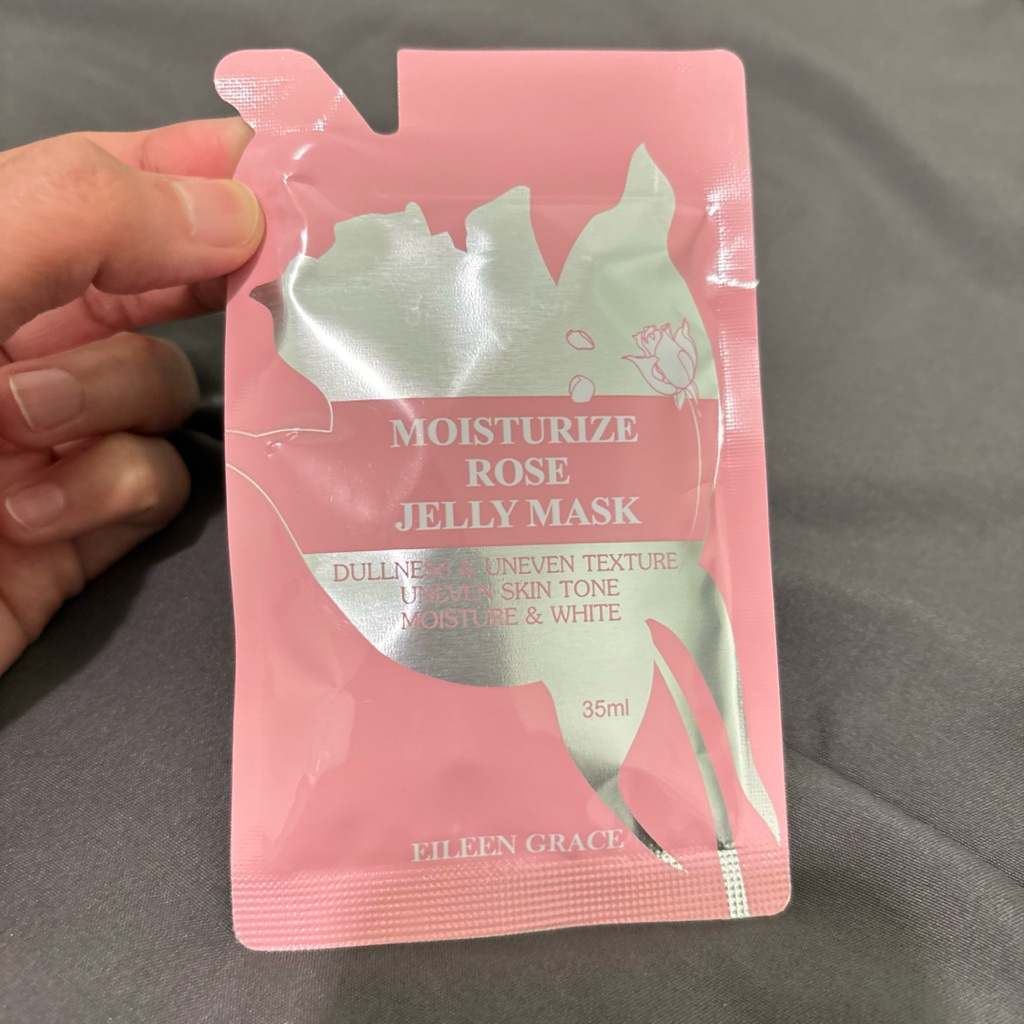 MOISTURIZE
ROSE
JELLY MASK
DULLNESS & UNEVEN TEXTURE
UNEVEN SKIN TONE
MOISTURE & WHITE
35ml
EILEEN GRACE